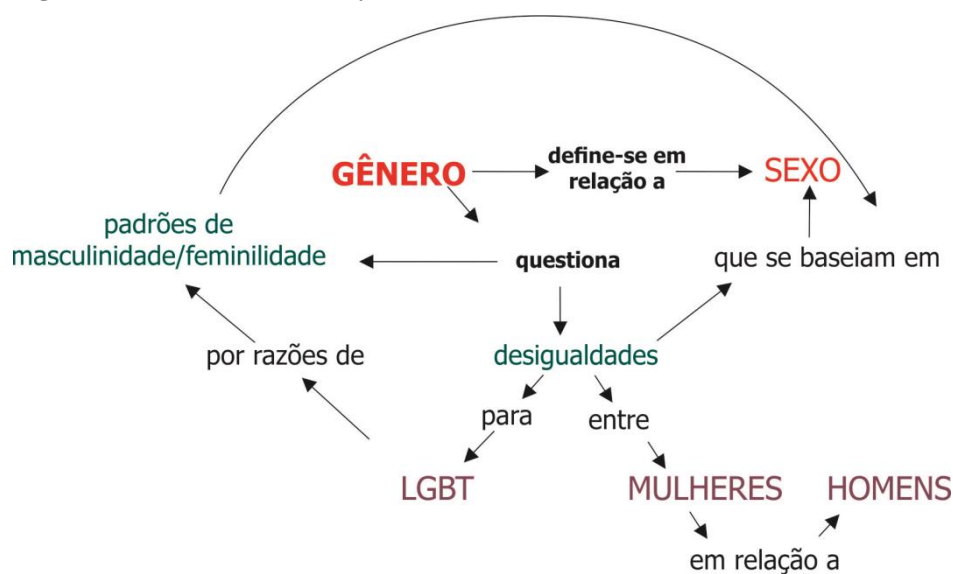 GÊNERO
define-se em
relação a
SEXO
padrões de
masculinidade/feminilidade
questiona
que se baseiam em
por razões de
desigualdades
para
entre
LGBT
MULHERES
HOMENS
em relação a